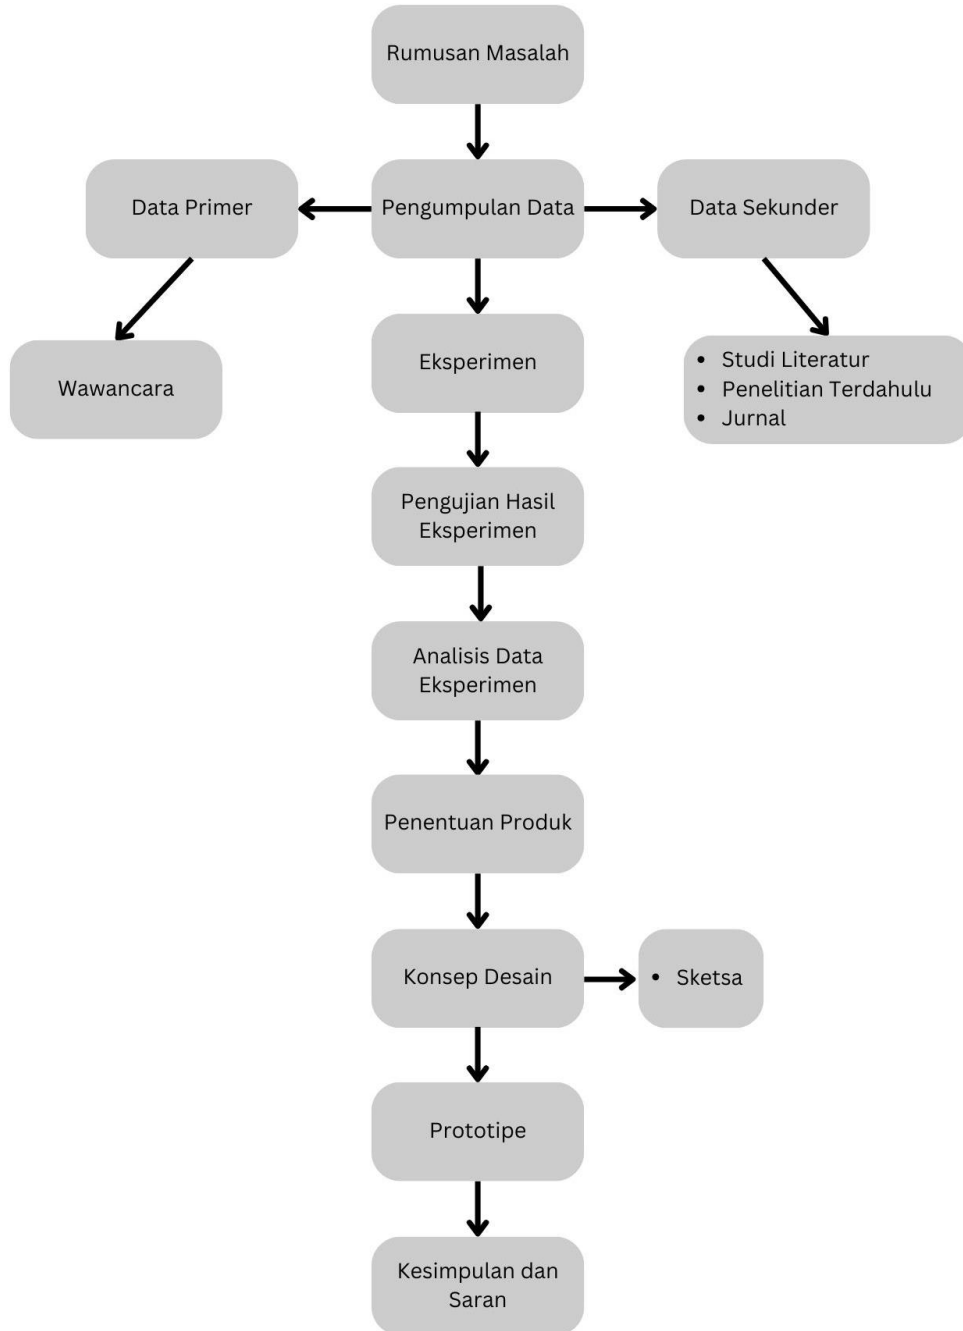 Rumusan Masalah
Data Primer
Pengumpulan Data
Data Sekunder
Wawancara
Eksperimen
• Studi Literatur
• Penelitian Terdahulu
• Jurnal
Pengujian Hasil
Eksperimen
Analisis Data
Eksperimen
Penentuan Produk
Konsep Desain
• Sketsa
Prototipe
Kesimpulan dan
Saran